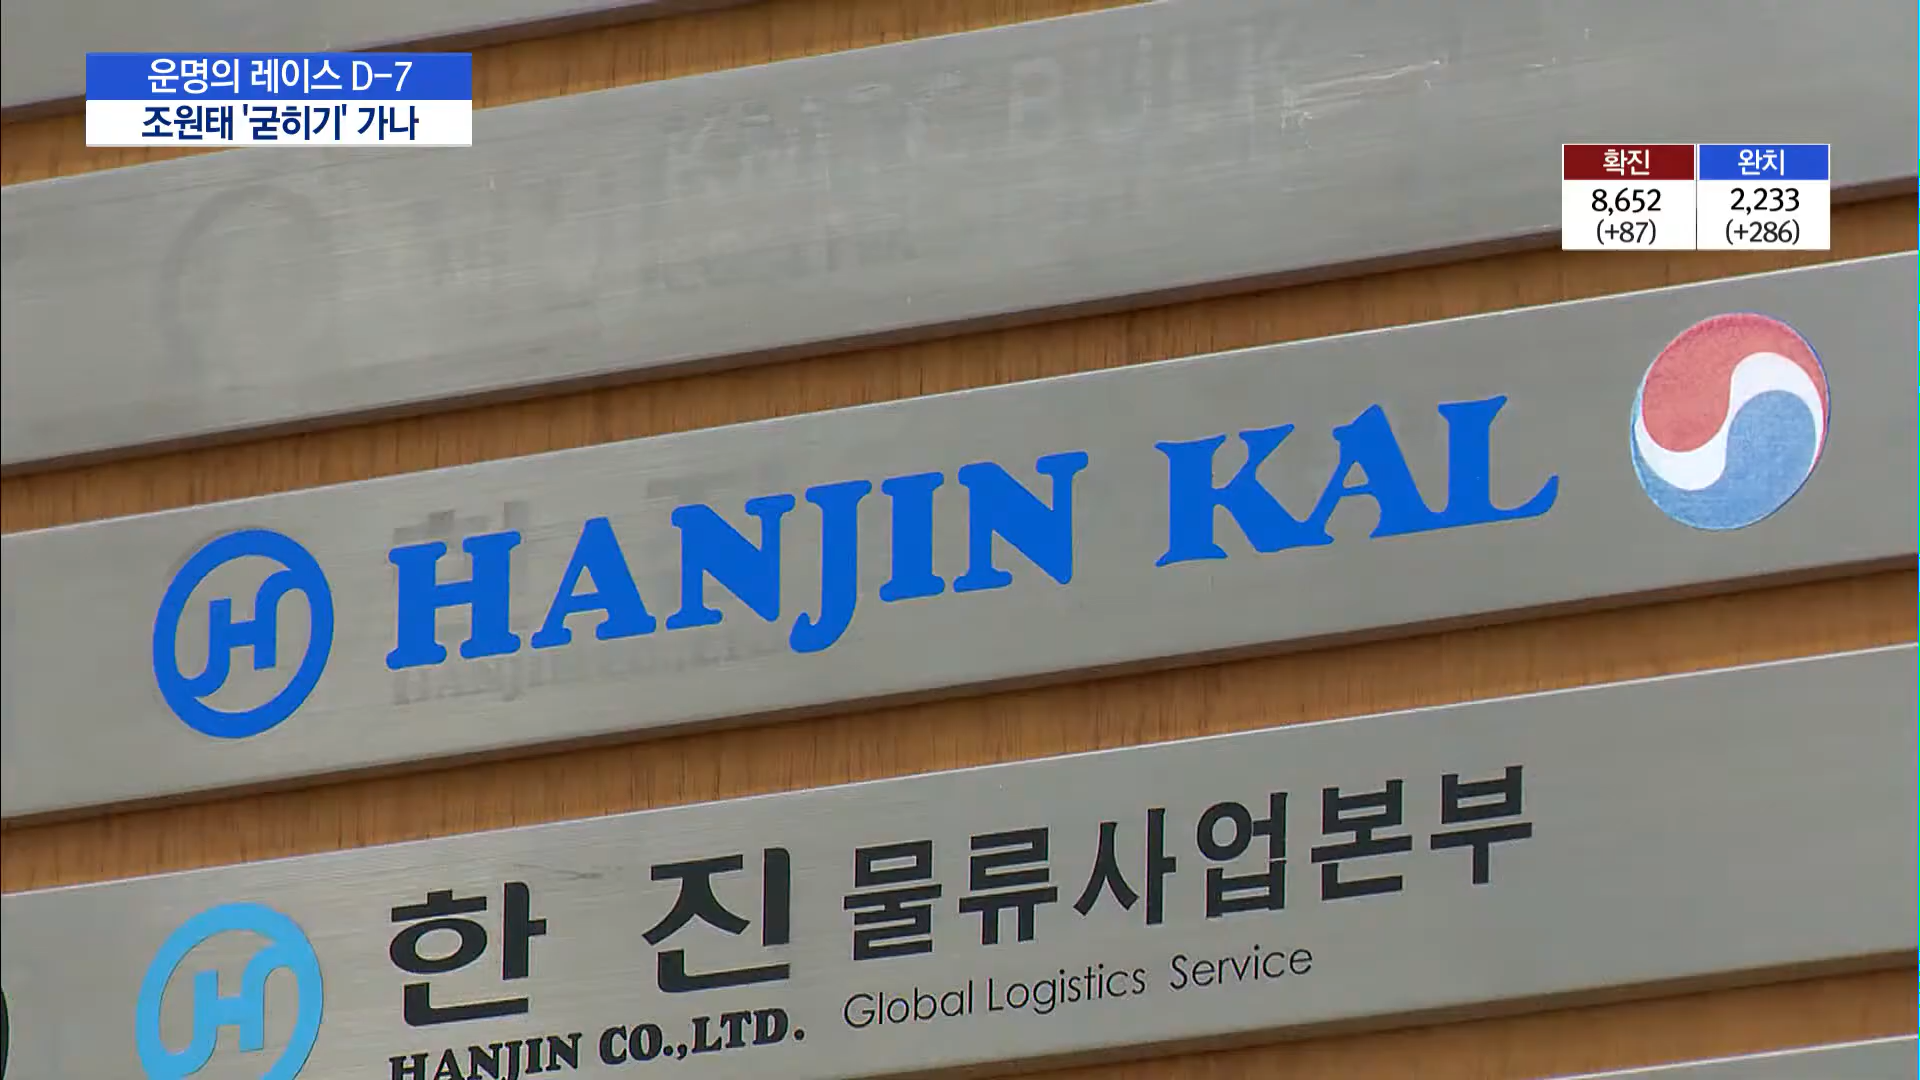 운명의 레이스 D-7
조원태 '굳히기' 가나
확진
완치
8,652
2,233
(+87)
(+286)
HANJIN KAL
한 진 물류사업본부
HANJIN CO.,LTD. Global Logistics Service